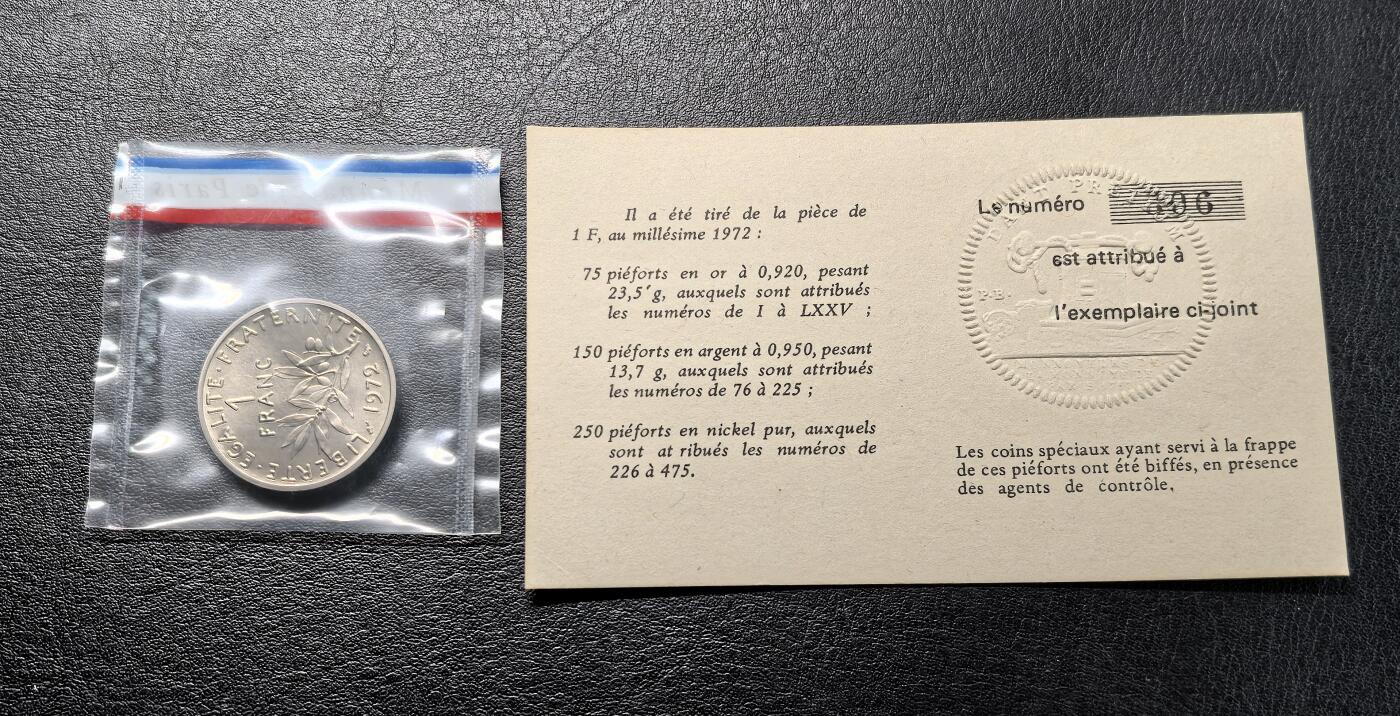 LIBERTE·EGALITE·FRATERNITE
1972
1
FRANC
Il a été tiré de la pièce de
1 F, au millésime 1972 :
75 piéforts en or à 0,920, pesant
23,5 g, auxquels sont attribués
les numéros de I à LXXV ;
150 piéforts en argent à 0,950, pesant
13,7 g, auxquels sont attribués
les numéros de 76 à 225 ;
250 piéforts en nickel pur, auxquels
sont at ribués les numéros de
226 à 475.
Le numéro
est attribué à
l'exemplaire ci-joint
P.B.
Les coins spéciaux ayant servi à la frappe
de ces piéforts ont été biffés, en présence
des agents de contrôle.